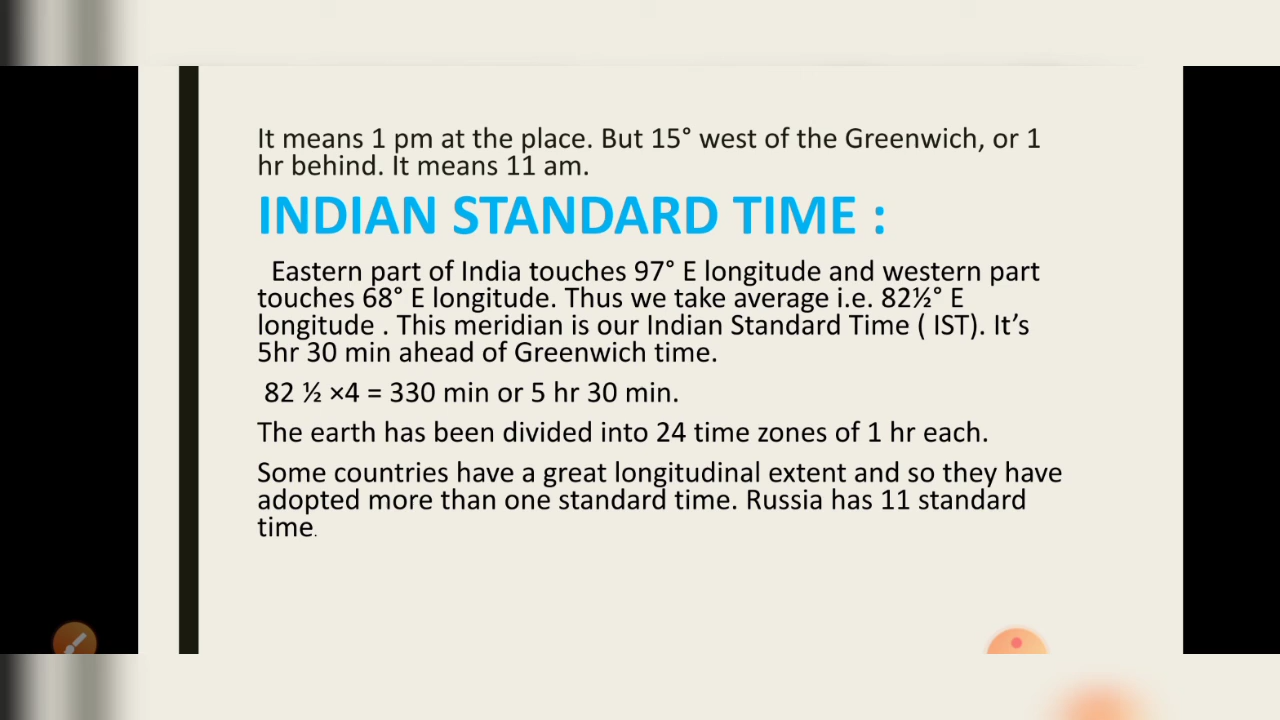 It means 1 pm at the place. But 15° west of the Greenwich, or 1
hr behind. It means 11 am.
INDIAN STANDARD TIME :
Eastern part of India touches 97° E longitude and western part
touches 68° E longitude. Thus we take average i.e. 82½° E
longitude . This meridian is our Indian Standard Time ( IST). It's
5hr 30 min ahead of Greenwich time.
82 ½ ×4 = 330 min or 5 hr 30 min.
The earth has been divided into 24 time zones of 1 hr each.
Some countries have a great longitudinal extent and so they have
adopted more than one standard time. Russia has 11 standard
time.